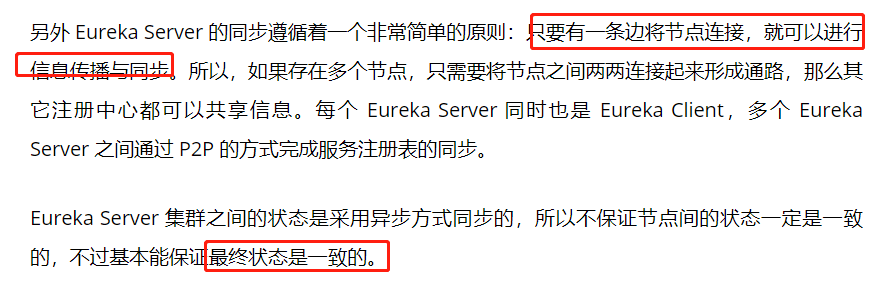 另外 Eureka Server 的同步遵循着一个非常简单的原则：只要有一条边将节点连接，就可以进行
信息传播与同步。所以，如果存在多个节点，只需要将节点之间两两连接起来形成通路，那么其
它注册中心都可以共享信息。每个 Eureka Server 同时也是 Eureka Client，多个 Eureka
Server 之间通过 P2P 的方式完成服务注册表的同步。
Eureka Server 集群之间的状态是采用异步方式同步的，所以不保证节点间的状态一定是一致
的，不过基本能保证最终状态是一致的。